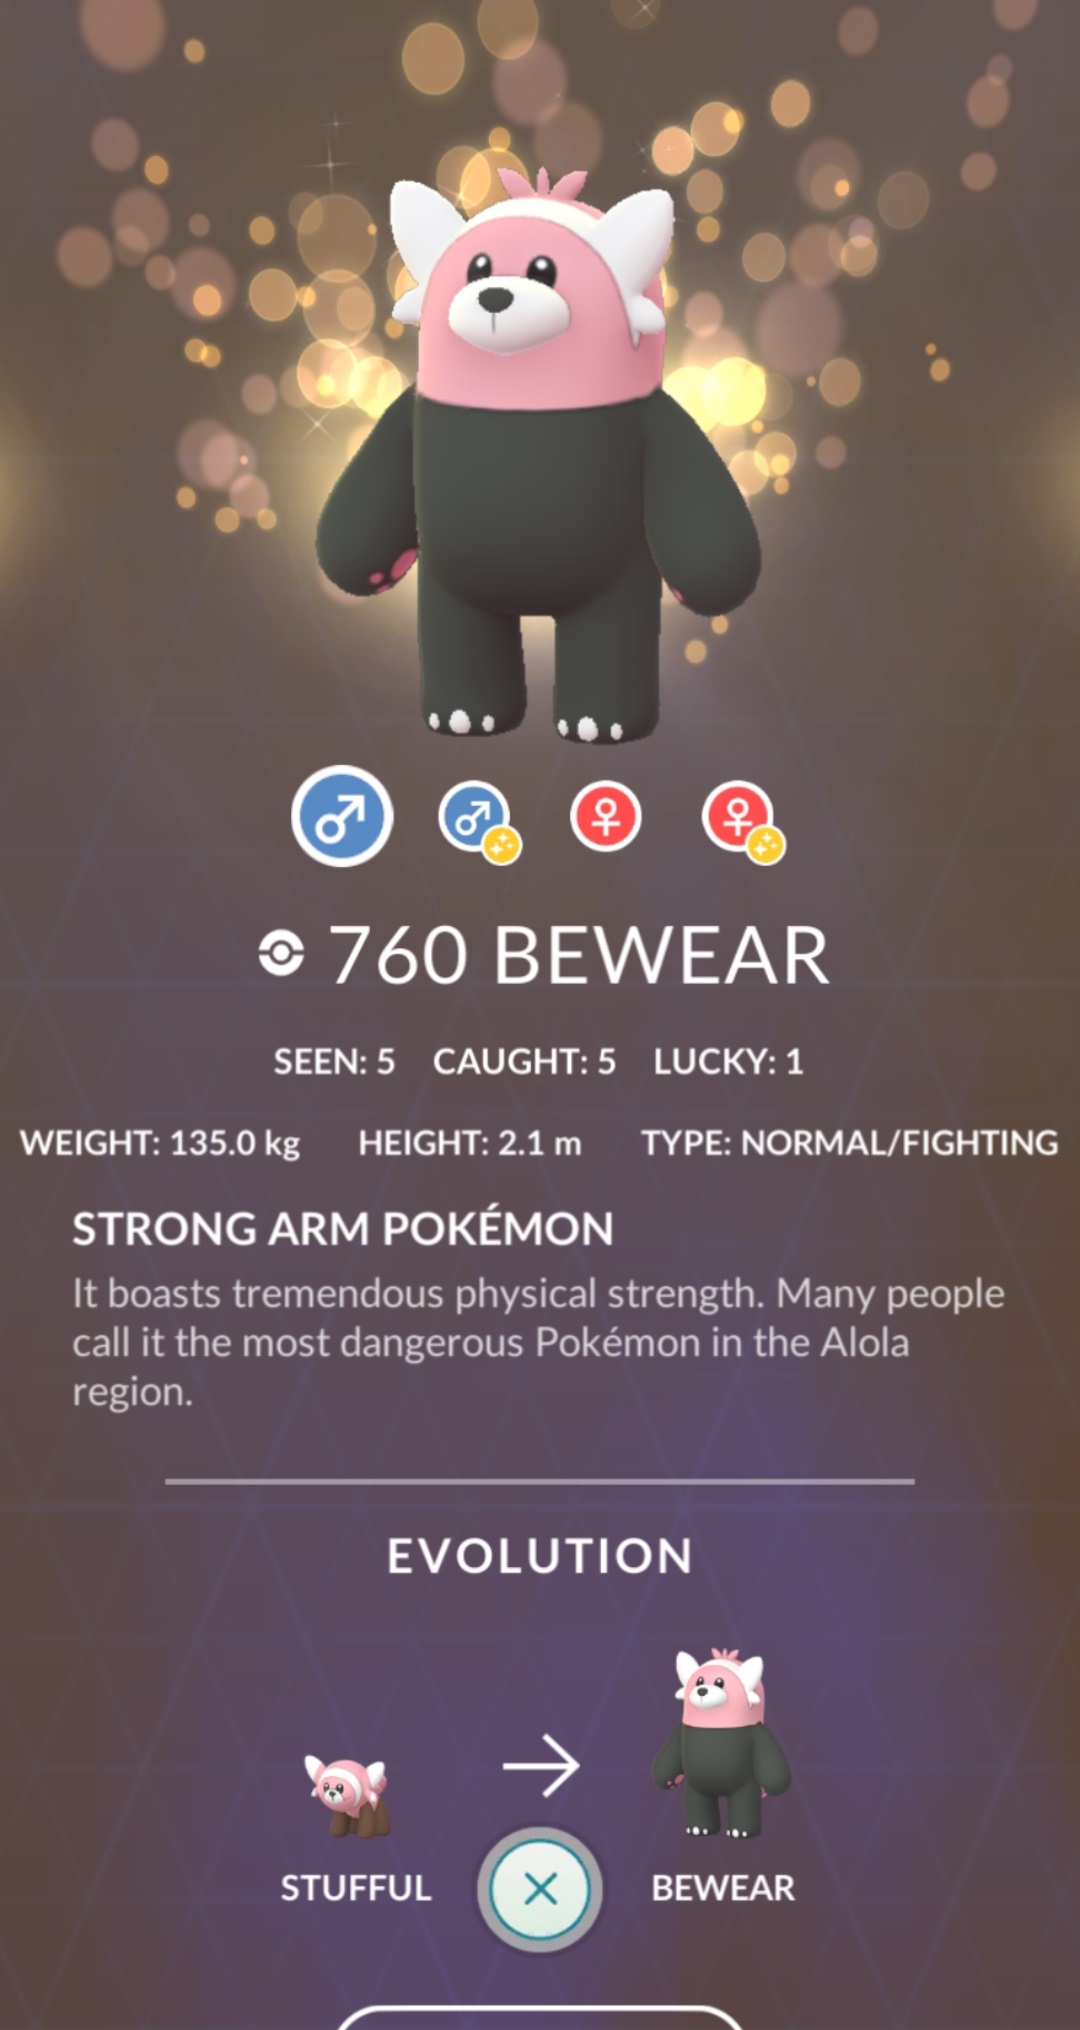 760 BEWEAR
SEEN: 5 CAUGHT: 5 LUCKY: 1
WEIGHT: 135.0 kg HEIGHT: 2.1 m TYPE: NORMAL/FIGHTING
STRONG ARM POKÉMON
It boasts tremendous physical strength. Many people
call it the most dangerous Pokémon in the Alola
region.
EVOLUTION
STUFFUL BEWEAR